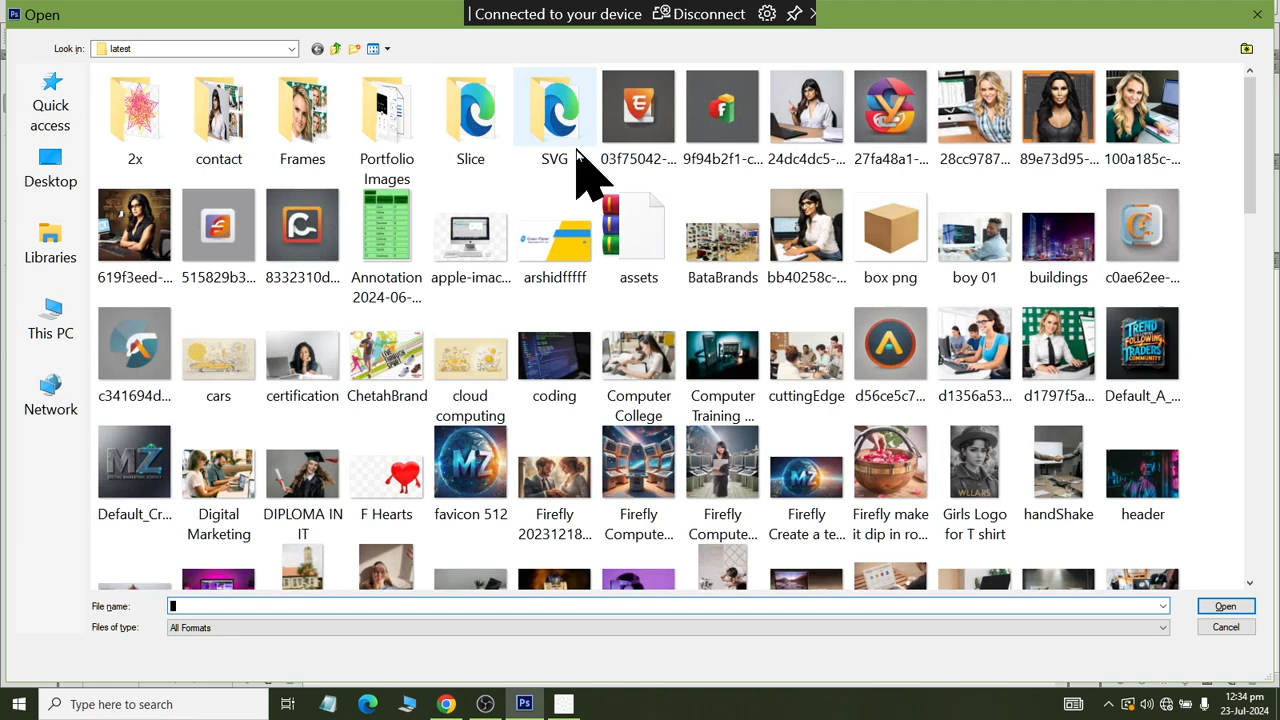 Open
Connected to your device
Disconnect
Look in:
latest
Quick access
Desktop
Libraries
This PC
Network
2x
contact
Frames
Portfolio Images
Slice
SVG
03f75042-...
9f94b2f1-c...
24dc4dc5-...
27fa48a1-...
28cc9787...
89e73d95-...
100a185c-...
619f3eed-...
515829b3...
8332310d...
Annotation 2024-06-...
apple-imac...
arshidfffff
assets
BataBrands
bb40258c-...
box png
boy 01
buildings
c0ae62ee-...
c341694d...
cars
certification
ChetahBrand
cloud computing
coding
Computer College
Computer Training ...
cuttingEdge
d56ce5c7...
d1356a53...
d1797f5a...
Default_A_...
Default_Cr...
Digital Marketing
DIPLOMA IN IT
F Hearts
favicon 512
Firefly 20231218...
Firefly Compute...
Firefly Compute...
Firefly Create a te...
Firefly make it dip in ro...
Girls Logo for T shirt
handShake
header
File name:
Open
Files of type:
All Formats
Cancel
Type here to search
Ps
12:34 pm
23-Jul-2024